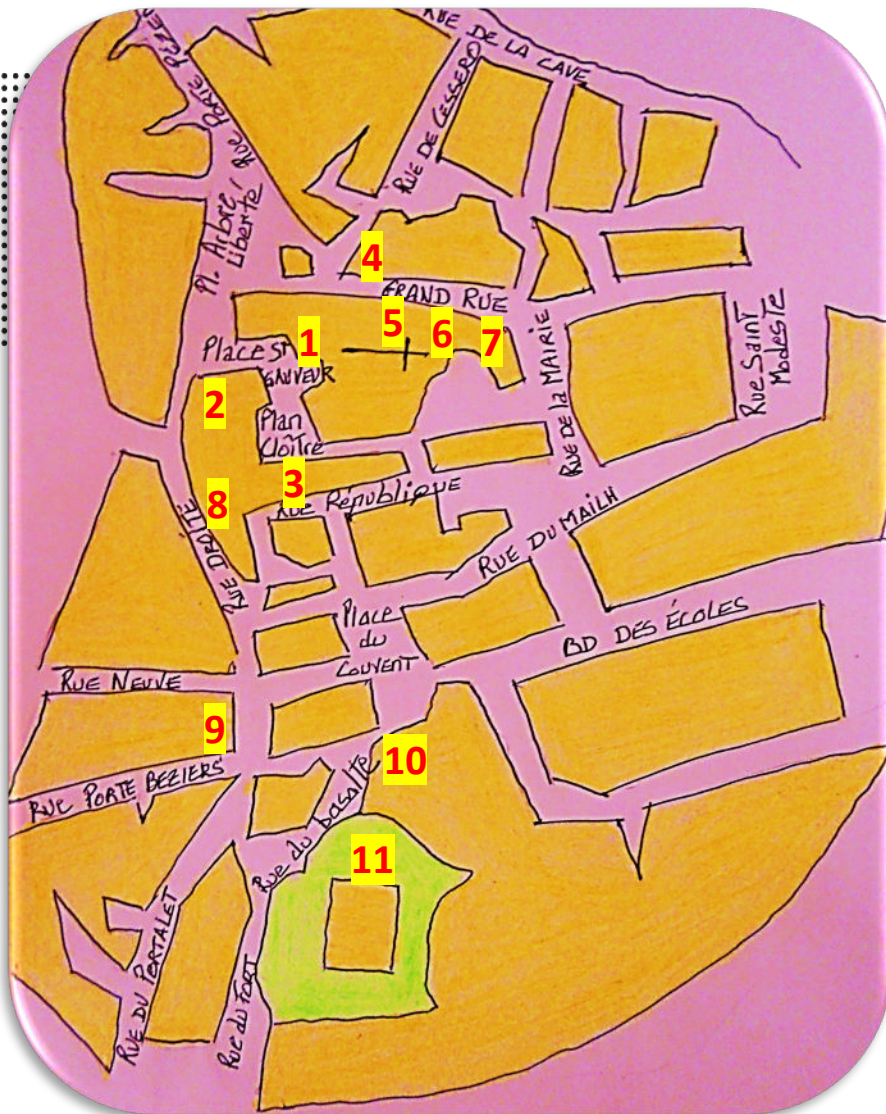 RUE DE LA CAVE
RUE PORTE PÉZEN
RUE DE CESSERO
Pl. Arbre
Liberté
4
GRAND RUE
5
6
7
1
Place St
SAUVEUR
RUE DE LA MAIRIE
Rue Saint
Modeste
2
Plan
Cloître
3
RUE République
8
RUE DROITE
RUE DU MAILH
Place
du
COUVENT
BD DES ÉCOLES
RUE NEUVE
9
10
RUE PORTE BEZIERS
Rue du basalte
11
RUE DU PORTALET
Rue du FORT